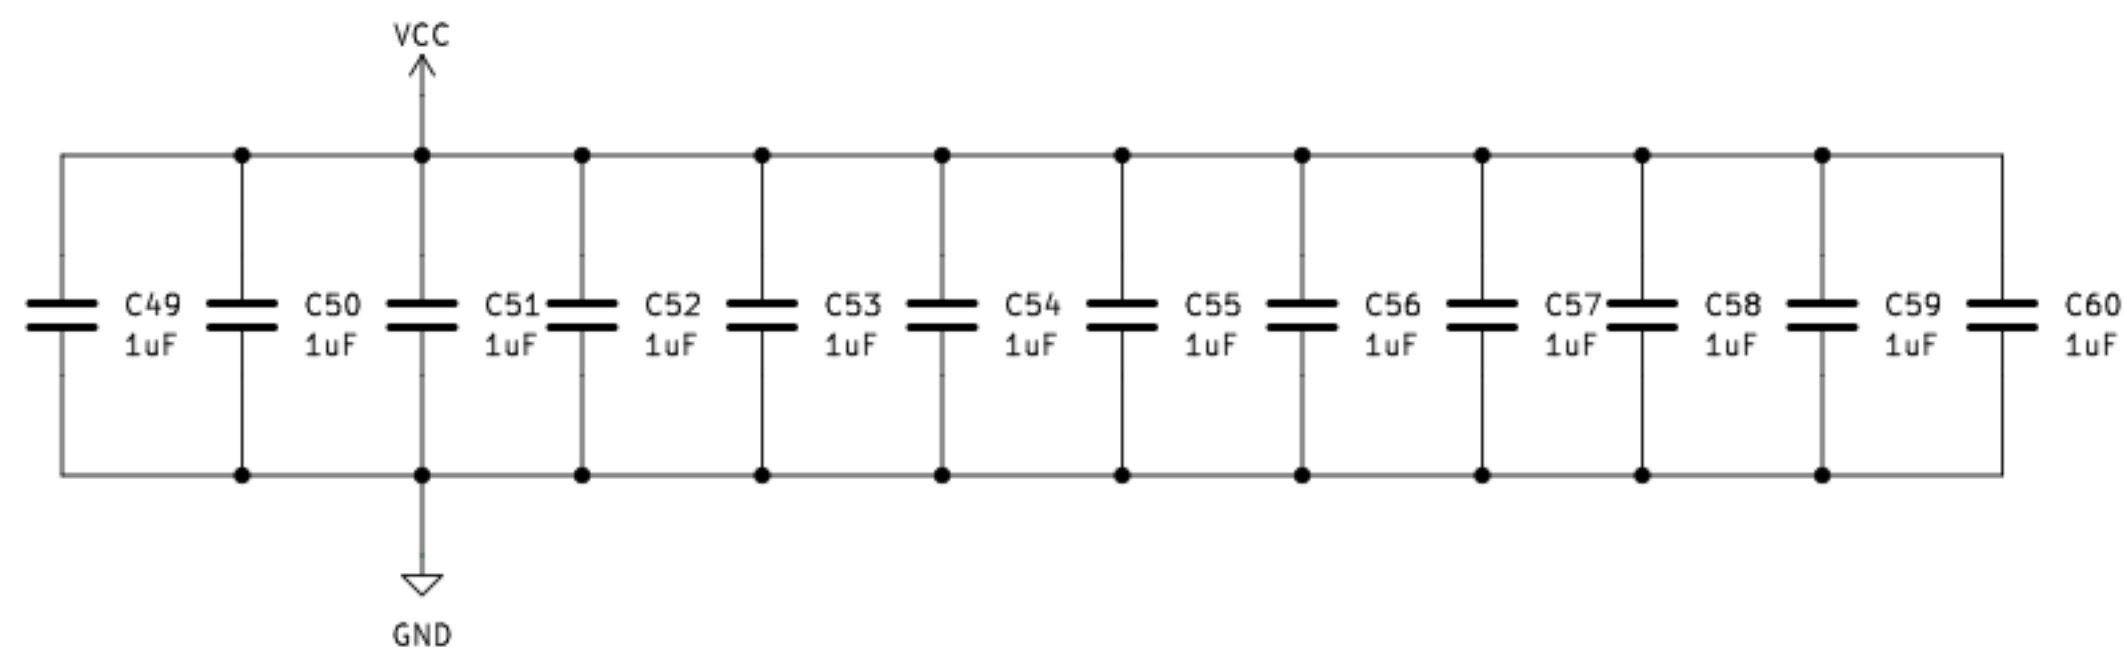 VCC
C49 C50 C51 C52 C53 C54 C55 C56 C57 C58 C59 C60
1uF 1uF 1uF 1uF 1uF 1uF 1uF 1uF 1uF 1uF 1uF 1uF
GND